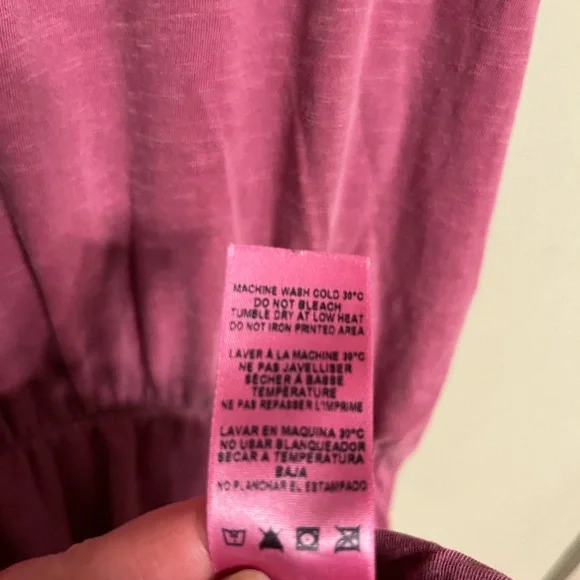 MACHINE WASH COLD 30°C
DO NOT BLEACH
TUMBLE DRY AT LOW HEAT
DO NOT IRON PRINTED AREA
LAVER À LA MACHINE 30°C
NE PAS JAVELLISER
SÉCHER À BASSE
TEMPÉRATURE
NE PAS REPASSER L'IMPRIME
LAVAR EN MAQUINA 30°C
NO USAR BLANQUEADOR
SECAR A TEMPERATURA
BAJA
NO PLANCHAR EL ESTAMPADO